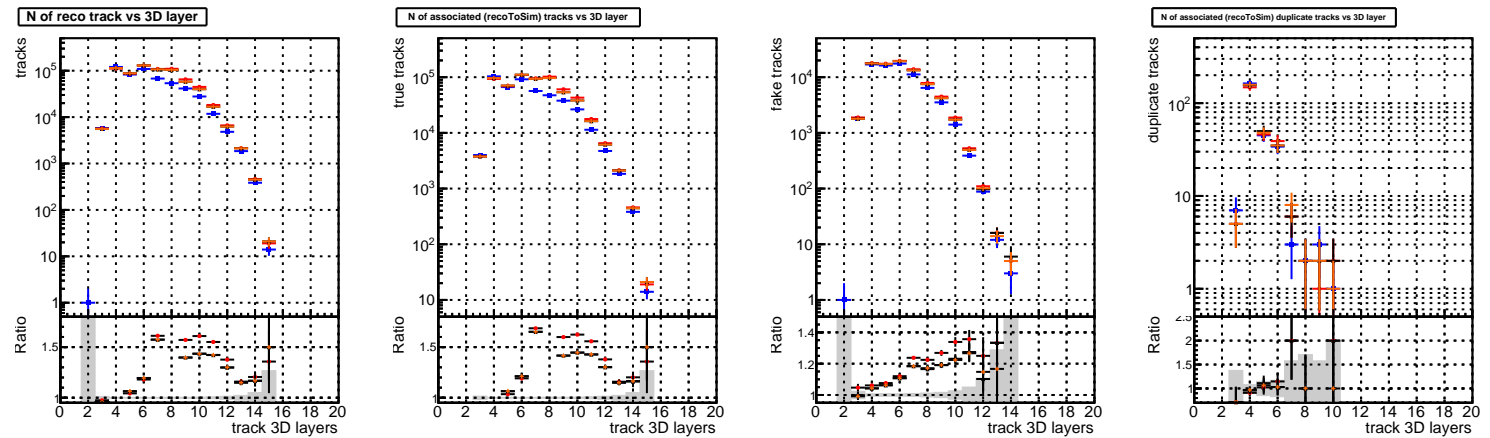 N of reco track vs 3D layer
tracks
10^5
10^4
10^3
10^2
10
1
Ratio
1.5
1
0 2 4 6 8 10 12 14 16 18 20
track 3D layers
N of associated (recoToSim) tracks vs 3D layer
true tracks
10^5
10^4
10^3
10^2
10
Ratio
1.5
1
0 2 4 6 8 10 12 14 16 18 20
track 3D layers
fake tracks
10^4
10^3
10^2
10
1
Ratio
1.4
1.2
1
0 2 4 6 8 10 12 14 16 18 20
track 3D layers
N of associated (recoToSim) duplicate tracks vs 3D layer
duplicate tracks
10^2
10
1
Ratio
2.5
2
1.5
1
0 2 4 6 8 10 12 14 16 18 20
track 3D layers